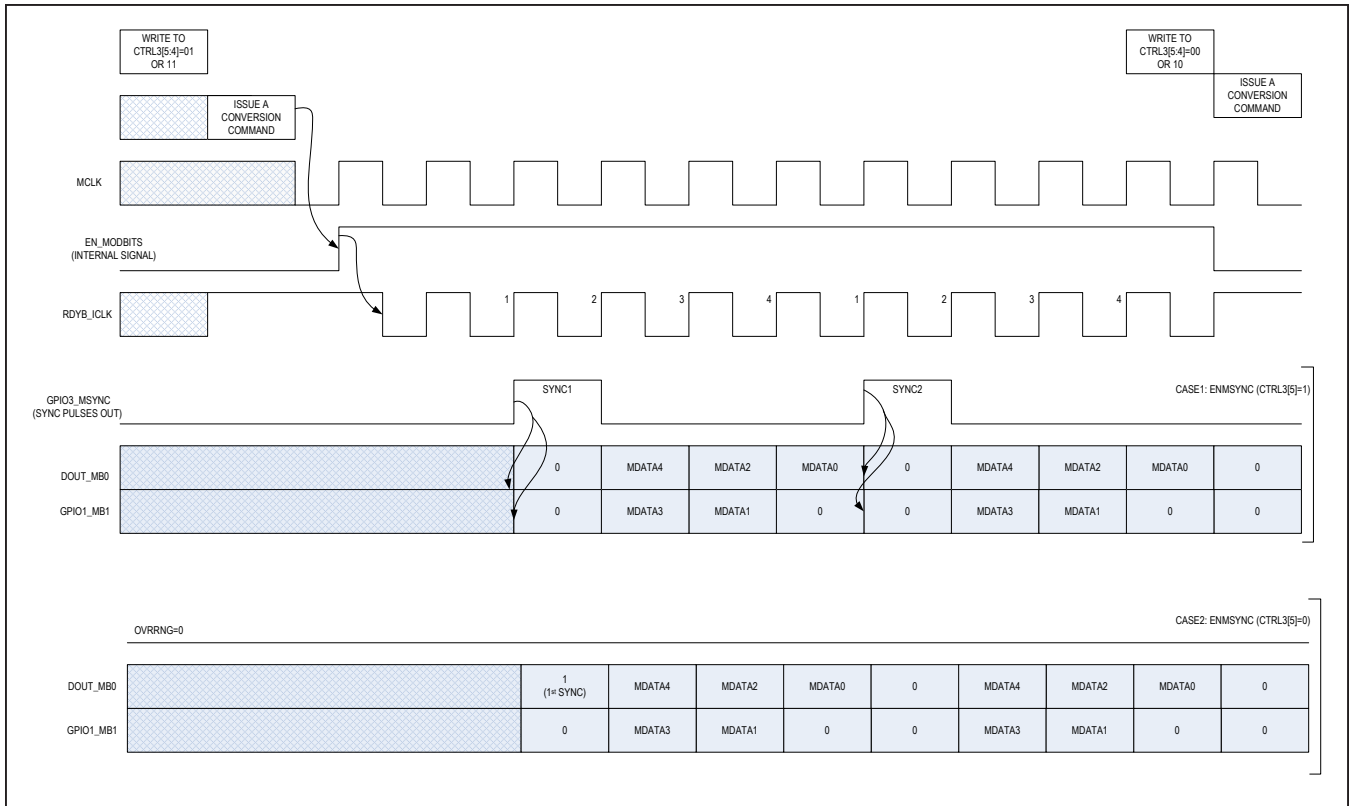 WRITE TO
CTRL3[5:4]=01
OR 11
WRITE TO
CTRL3[5:4]=00
OR 10
ISSUE A
CONVERSION
COMMAND
ISSUE A
CONVERSION
COMMAND
MCLK
EN_MODBITS
(INTERNAL SIGNAL)
RDYB_ICLK
1 2 3 4 1 2 3 4
GPIO3_MSYNC
(SYNC PULSES OUT)
SYNC1 SYNC2
CASE1: ENMSYNC (CTRL3[5]=1)
DOUT_MB0 0 MDATA4 MDATA2 MDATA0 0 MDATA4 MDATA2 MDATA0 0
GPIO1_MB1 0 MDATA3 MDATA1 0 0 MDATA3 MDATA1 0 0
CASE2: ENMSYNC (CTRL3[5]=0)
OVRRNG=0
DOUT_MB0 1 (1st SYNC) MDATA4 MDATA2 MDATA0 0 MDATA4 MDATA2 MDATA0 0
GPIO1_MB1 0 MDATA3 MDATA1 0 0 MDATA3 MDATA1 0 0